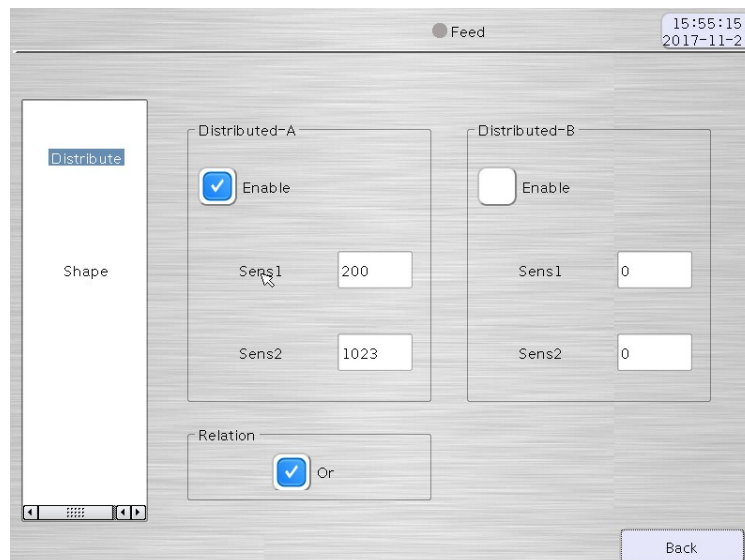 Feed
15:55:15
2017-11-2
Distribute
Shape
Distributed-A
Enable
Sens1 200
Sens2 1023
Distributed-B
Enable
Sens1 0
Sens2 0
Relation
Or
Back